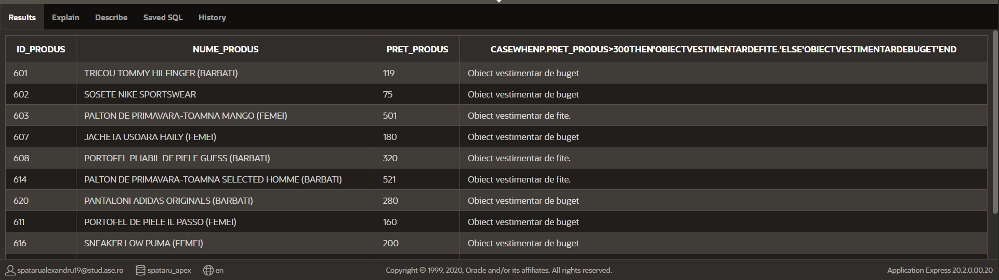 Results Explain Describe Saved SQL History
ID_PRODUS NUME_PRODUS PRET_PRODUS CASEWHENP.PRET_PRODUS>300THEN'OBIECTVESTIMENTARDEFITE.'ELSE'OBIECTVESTIMENTARDEBUGET'END
601 TRICOU TOMMY HILFINGER (BARBATI) 119 Obiect vestimentar de buget
602 SOSETE NIKE SPORTSWEAR 75 Obiect vestimentar de buget
603 PALTON DE PRIMAVARA-TOAMNA MANGO (FEMEI) 501 Obiect vestimentar de fite.
607 JACHETA USOARA HAILY (FEMEI) 180 Obiect vestimentar de buget
608 PORTOFEL PLIABIL DE PIELE GUESS (BARBATI) 320 Obiect vestimentar de fite.
614 PALTON DE PRIMAVARA-TOAMNA SELECTED HOMME (BARBATI) 521 Obiect vestimentar de fite.
620 PANTALONI ADIDAS ORIGINALS (BARBATI) 280 Obiect vestimentar de buget
611 PORTOFEL DE PIELE IL PASSO (FEMEI) 160 Obiect vestimentar de buget
616 SNEAKER LOW PUMA (FEMEI) 200 Obiect vestimentar de buget
spatarualexandru19@stud.ase.ro spataru_apex en Copyright © 1999, 2020, Oracle and/or its affiliates. All rights reserved. Application Express 20.2.0.00.20